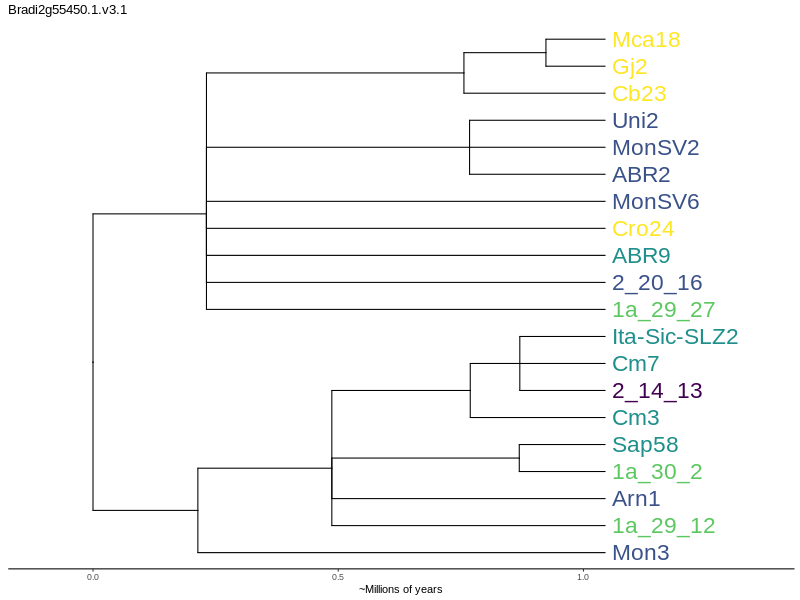 Bradi2g55450.1.v3.1
Mca18
Gj2
Cb23
Uni2
MonSV2
ABR2
MonSV6
Cro24
ABR9
2_20_16
1a_29_27
Ita-Sic-SLZ2
Cm7
2_14_13
Cm3
Sap58
1a_30_2
Arn1
1a_29_12
Mon3
0.0 0.5 1.0
~Millions of years